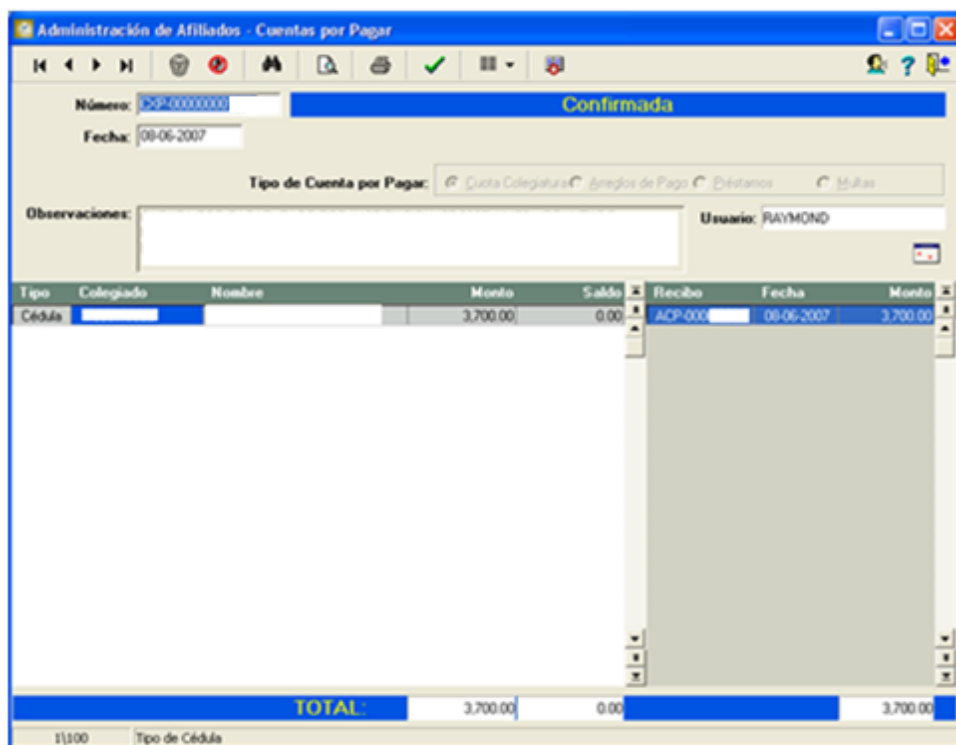 Administración de Afiliados - Cuentas por Pagar
Número: CXP-00000000 Confirmada
Fecha: 08-06-2007
Tipo de Cuenta por Pagar: Cuota Colegiatura Arreglos de Pago Préstamos Multas
Observaciones: Usuario: RAYMOND
Tipo Colegiado Nombre Monto Saldo Recibo Fecha Monto
Cédula 3,700.00 0.00 ACP-000 08-06-2007 3,700.00
TOTAL: 3,700.00 0.00 3,700.00
1\100 Tipo de Cédula